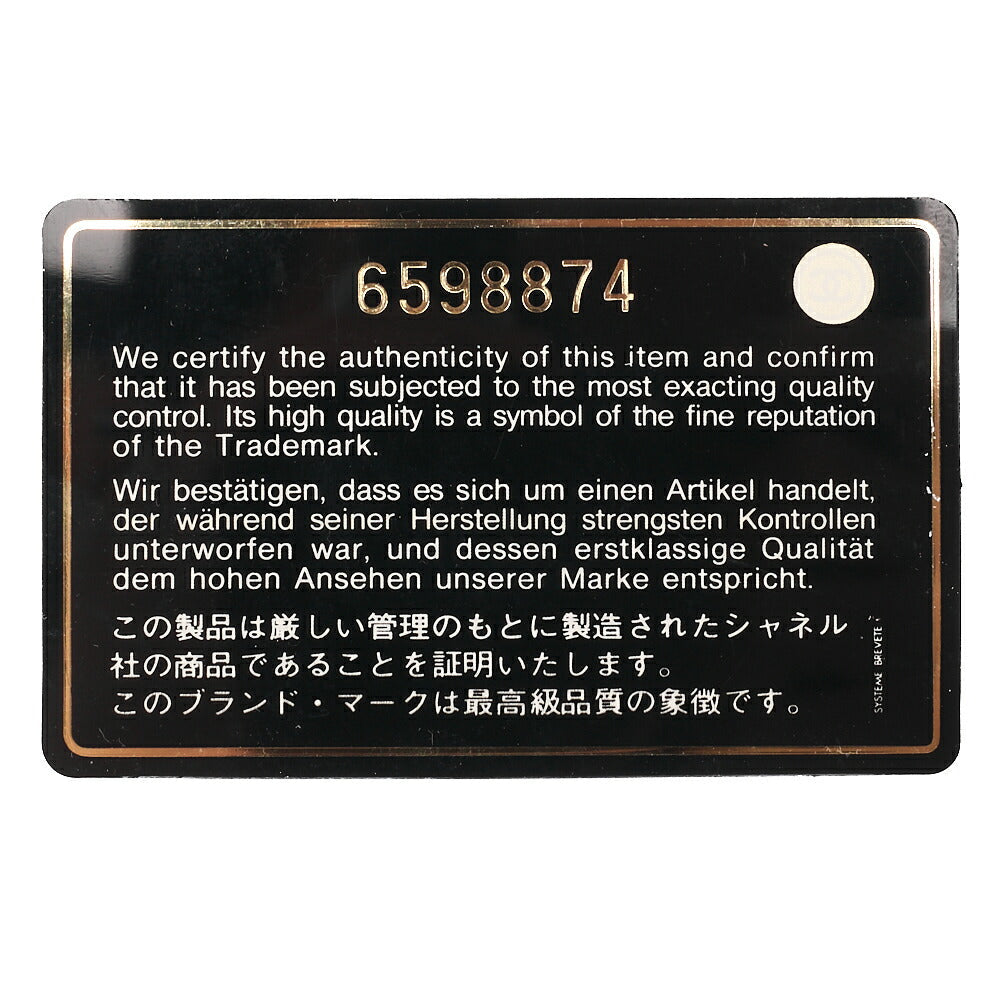 6598874
We certify the authenticity of this item and confirm
that it has been subjected to the most exacting quality
control. Its high quality is a symbol of the fine reputation
of the Trademark.
Wir bestätigen, dass es sich um einen Artikel handelt,
der während seiner Herstellung strengsten Kontrollen
unterworfen war, und dessen erstklassige Qualität
dem hohen Ansehen unserer Marke entspricht.
この製品は厳しい管理のもとに製造されたシャネル
社の商品であることを証明いたします。
このブランド・マークは最高級品質の象徴です。
SYSTEME BREVETE